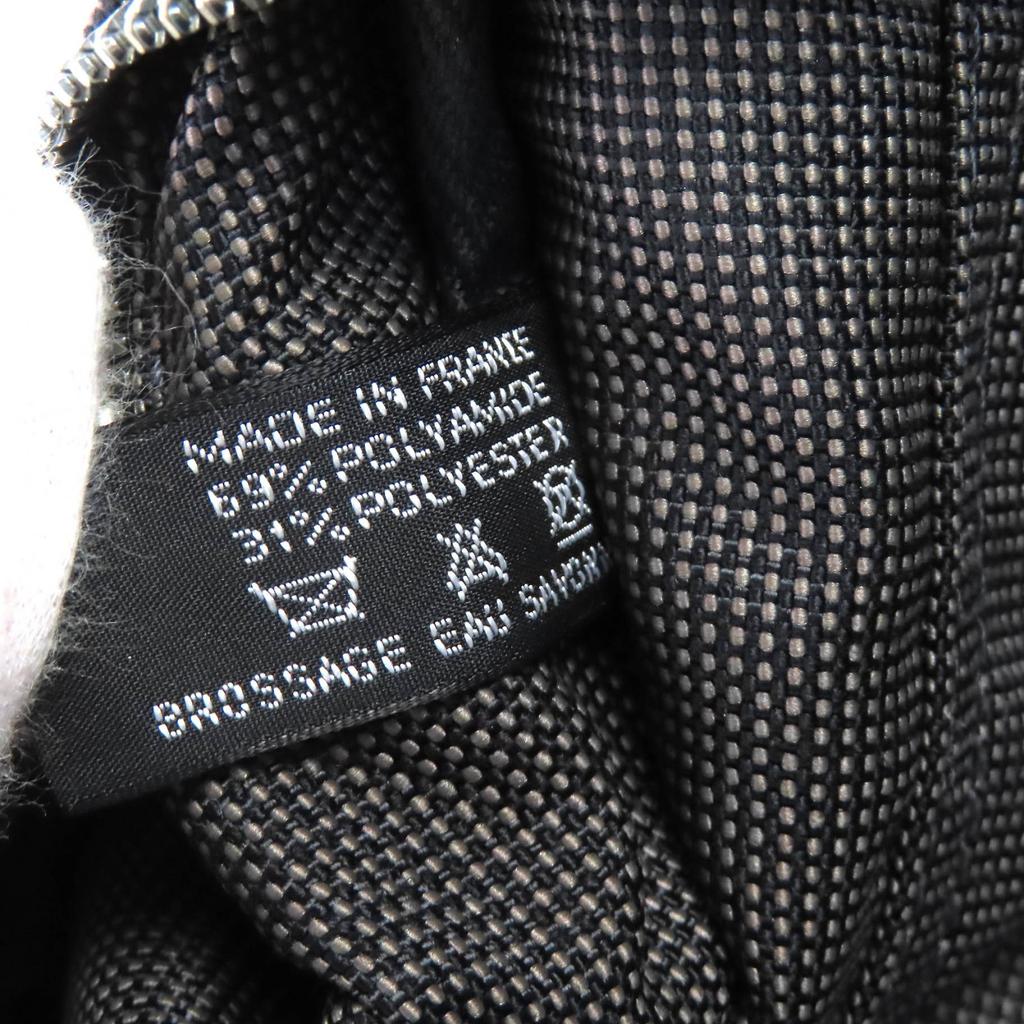 MADE IN FRANCE
69% POLYAMIDE
31% POLYESTER
BROSSAGE EAU